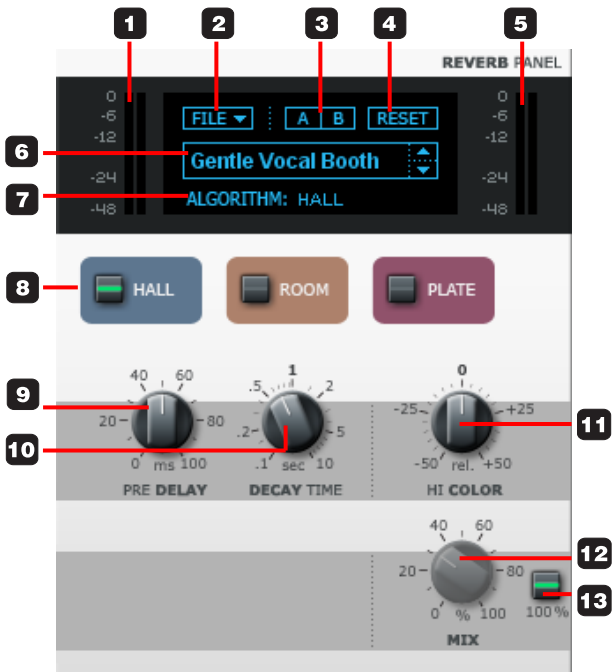 1 2 3 4 5
REVERB PANEL
0 0
-6 FILE A B RESET -6
-12 -12
6 Gentle Vocal Booth
-24 -24
7 ALGORITHM: HALL
-48 -48
8 HALL ROOM PLATE
40 60 .5 1 2 0
9 -25 +25
20 80 .2 5 11
10
0 ms 100 .1 sec 10 -50 rel. +50
PRE DELAY DECAY TIME HI COLOR
40 60
12
20 80
13
0 % 100 100 %
MIX